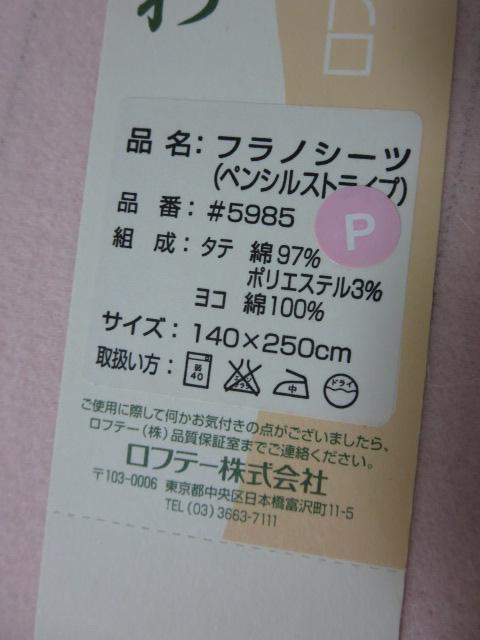 品 名：フラノシーツ
(ペンシルストライプ)
P
品 番：#5985
組 成：タテ 綿97%
ポリエステル3%
ヨコ 綿100%
サイズ：140×250cm
取扱い方：
弱
40
中
ドライ
ご使用に際して何かお気付きの点がございましたら、
ロフテー(株)品質保証室までご連絡ください。
ロフテー株式会社
〒103-0006 東京都中央区日本橋富沢町11-5
TEL (03) 3663-7111